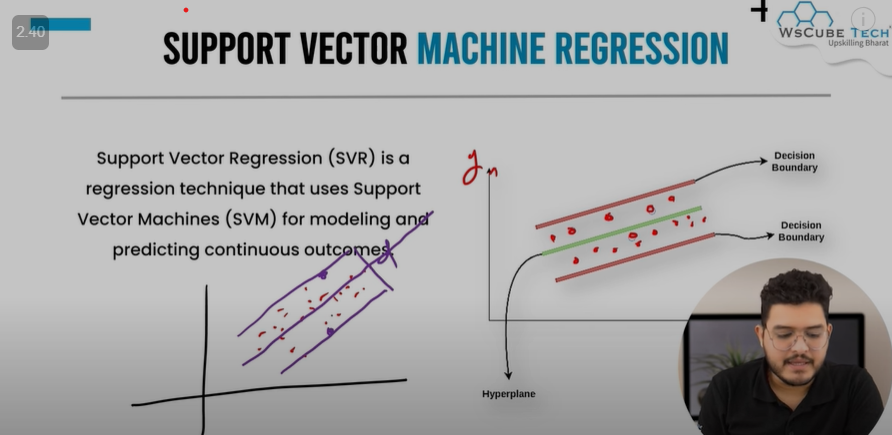 2.40
SUPPORT VECTOR MACHINE REGRESSION
WSCUBE TECH
Upskilling Bharat
Support Vector Regression (SVR) is a
regression technique that uses Support
Vector Machines (SVM) for modeling and
predicting continuous outcomes.
y
Decision
Boundary
Decision
Boundary
Hyperplane